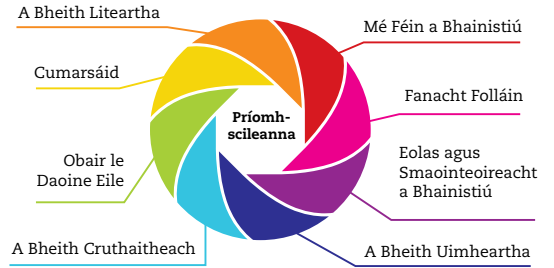 A Bheith Liteartha
Mé Féin a Bhainistiú
Cumarsáid
Fanacht Folláin
Príomh-
scileanna
Obair le
Daoine Eile
Eolas agus
Smaointeoireacht
a Bhainistiú
A Bheith Cruthaitheach
A Bheith Uimheartha